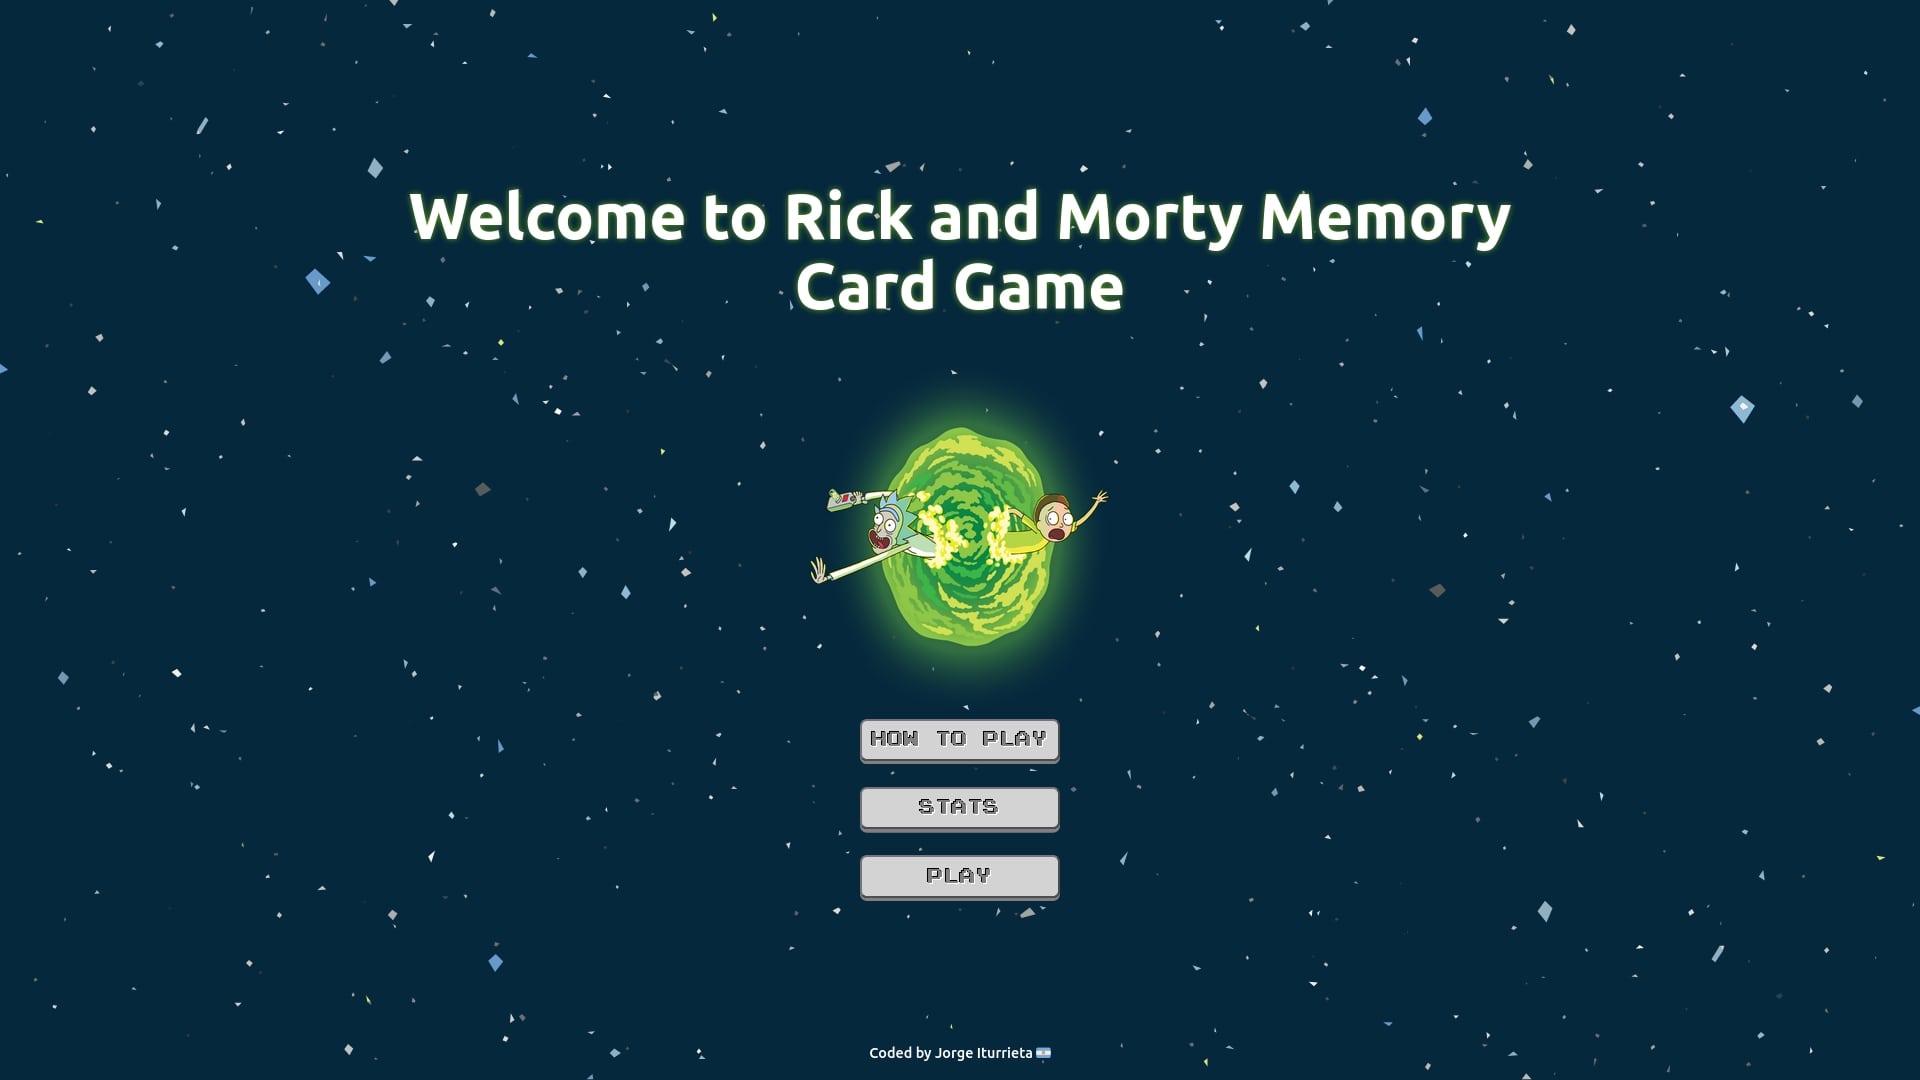 Welcome to Rick and Morty Memory
Card Game
HOW TO PLAY
STATS
PLAY
Coded by Jorge Iturrieta 🇦🇷